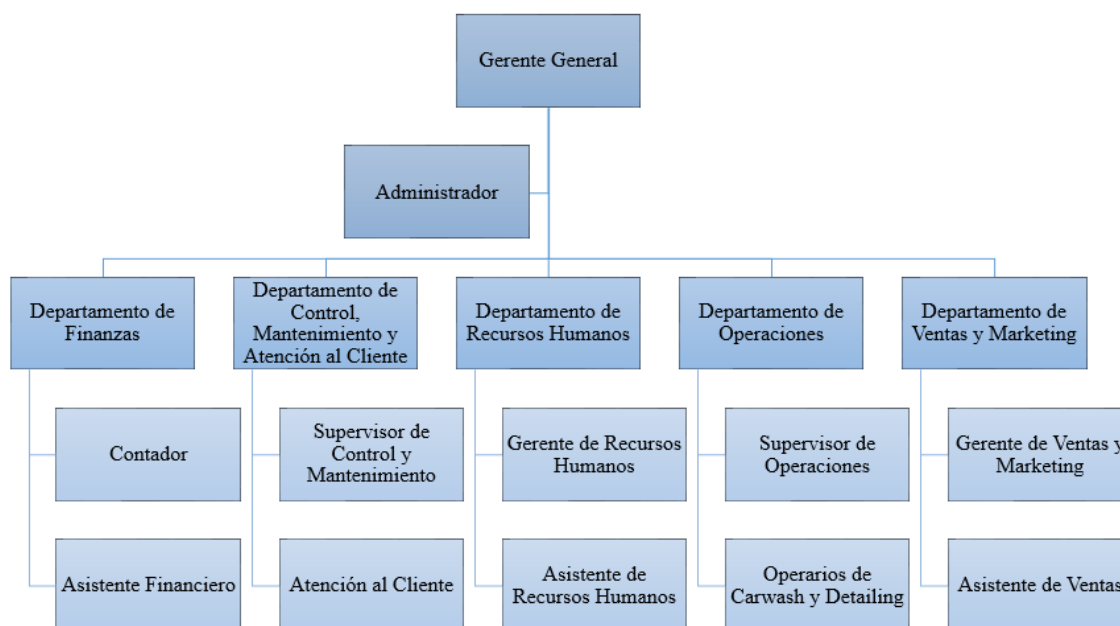 Gerente General
Administrador
Departamento de
Finanzas
Departamento de
Control,
Mantenimiento y
Atención al Cliente
Departamento de
Recursos Humanos
Departamento de
Operaciones
Departamento de
Ventas y Marketing
Contador
Supervisor de
Control y
Mantenimiento
Gerente de Recursos
Humanos
Supervisor de
Operaciones
Gerente de Ventas y
Marketing
Asistente Financiero
Atención al Cliente
Asistente de
Recursos Humanos
Operarios de
Carwash y Detailing
Asistente de Ventas